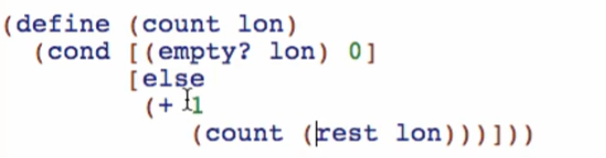 (define (count lon)
(cond [(empty? lon) 0]
[else
(+ 1
(count (rest lon)))]))